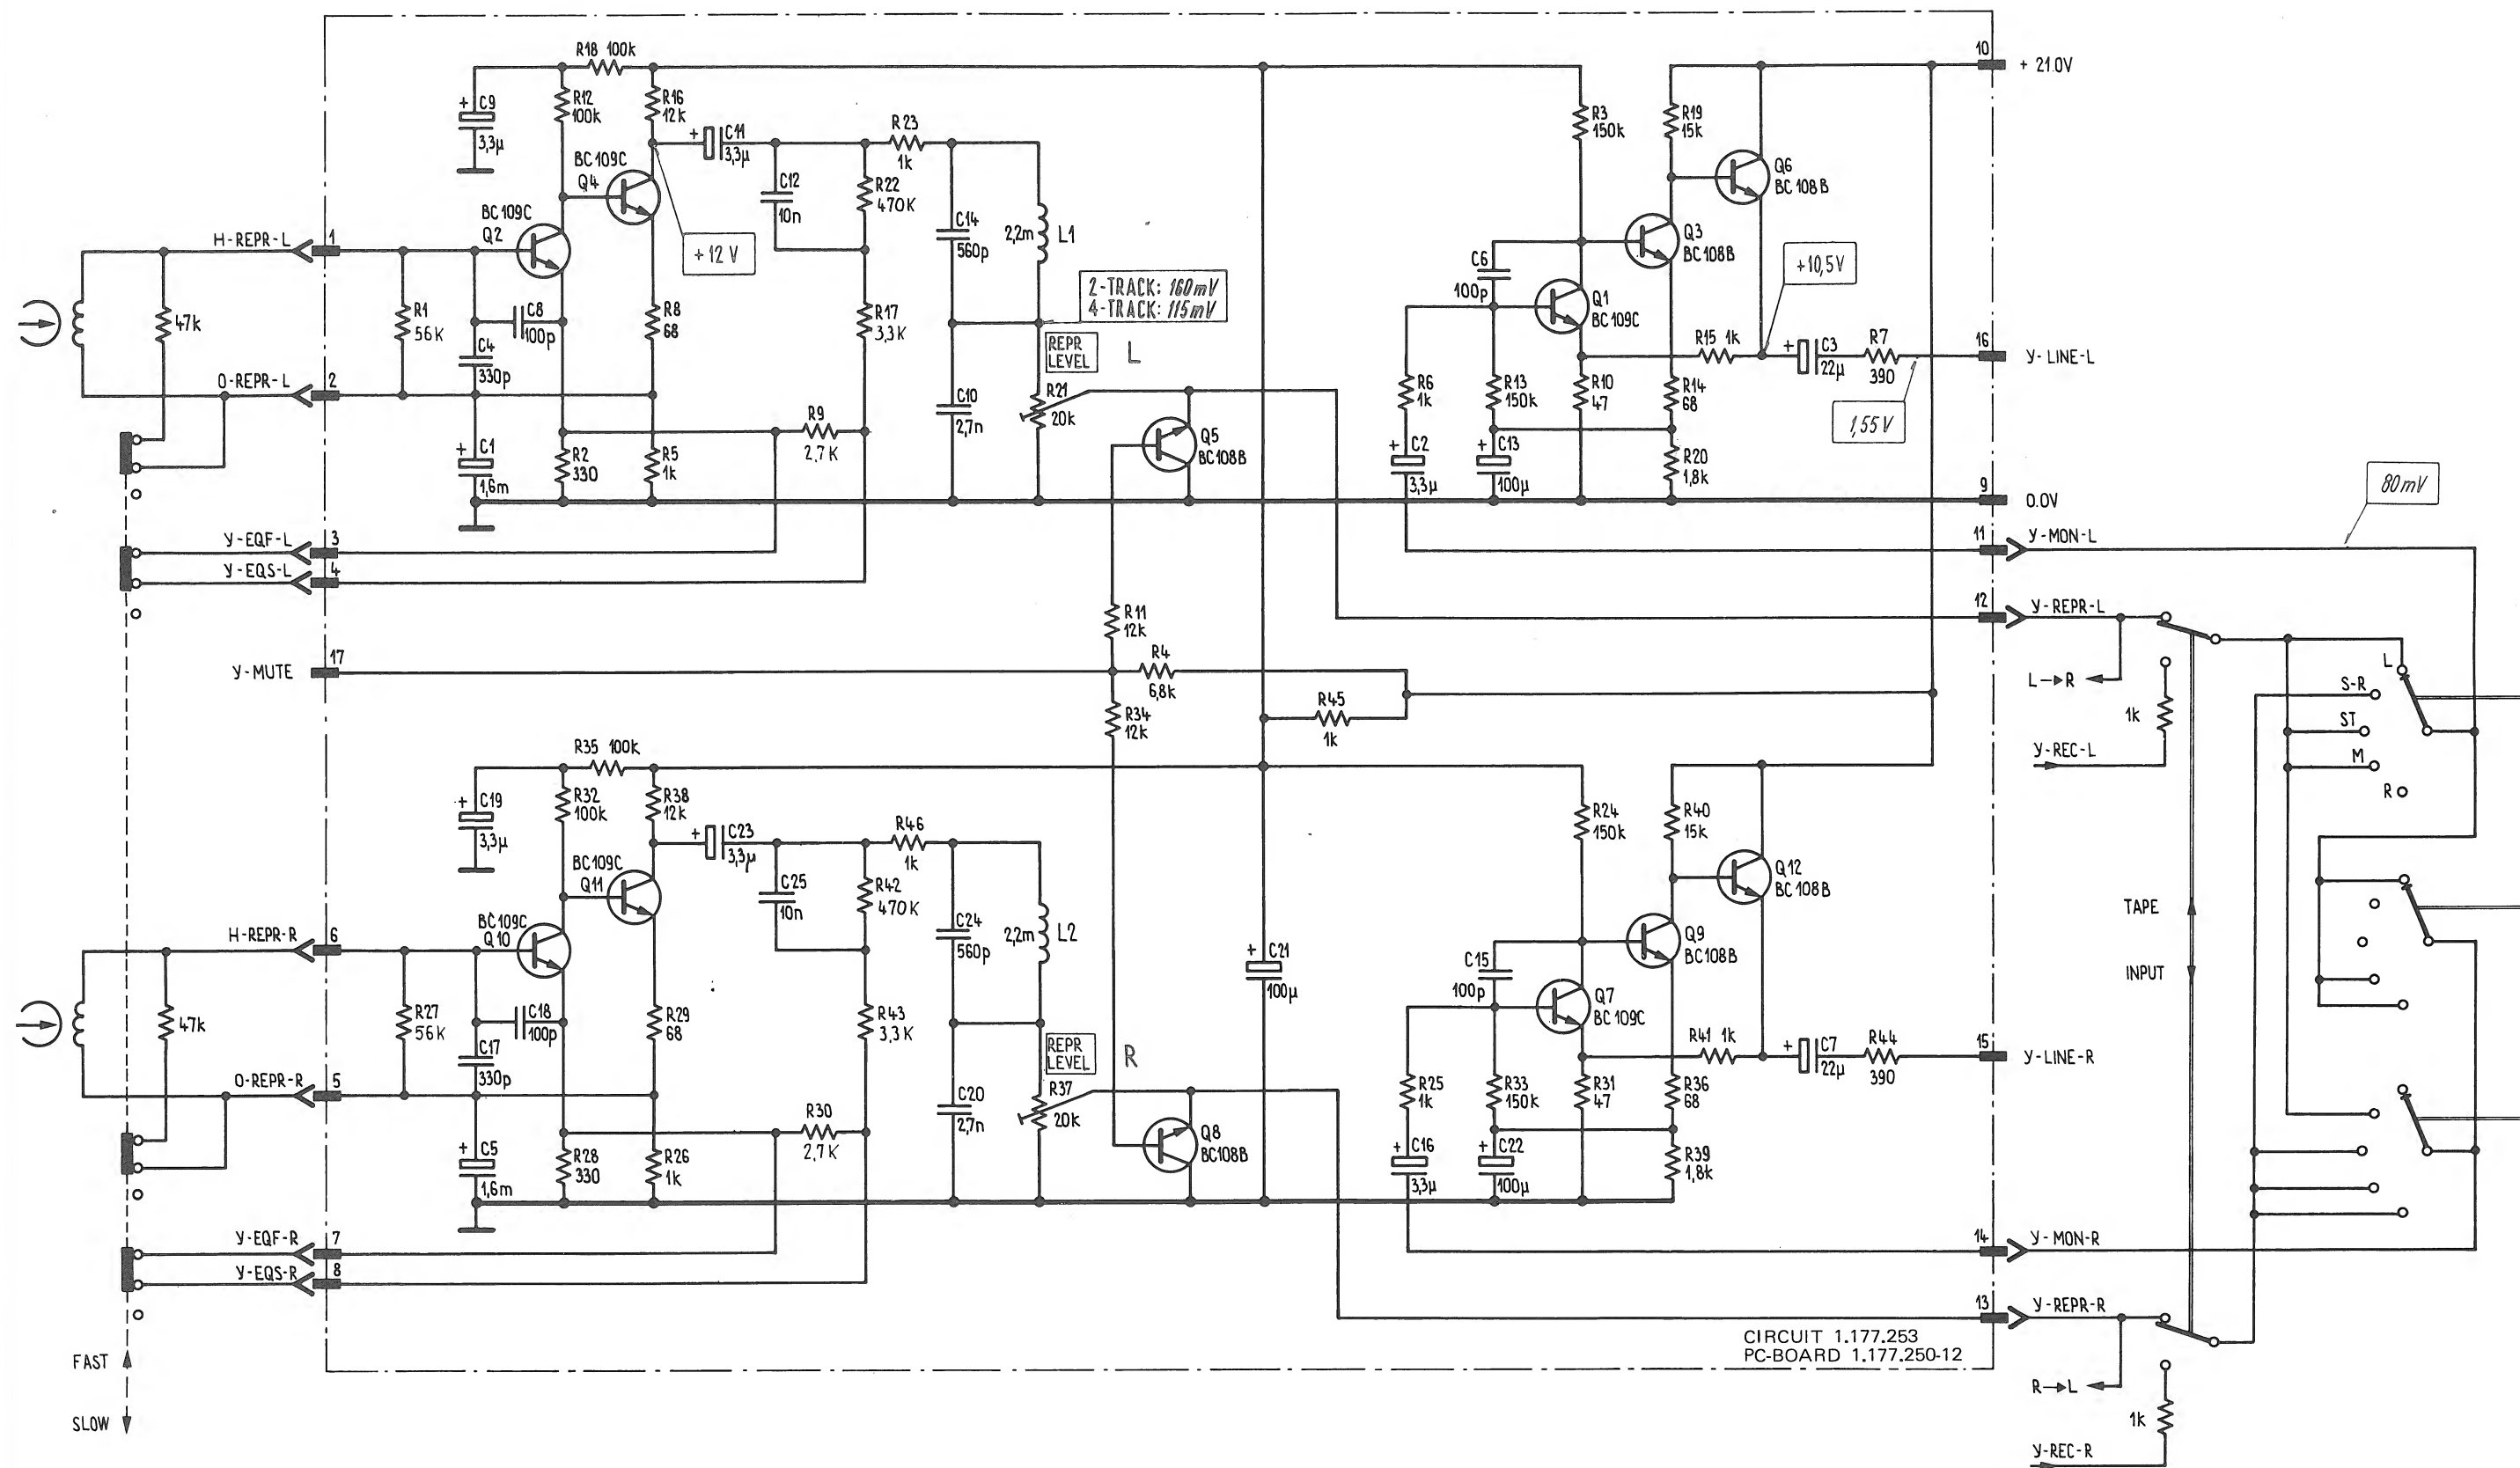 R18 100k
10
+ 21.0V
+ C9
3,3µ
R12
100k
R16
12k
+ C11
3,3µ
R23
1k
R3
150k
R19
15k
BC109C
Q4
C12
10n
R22
470K
Q6
BC108B
BC109C
Q2
+12 V
C14
560p
2,2m L1
Q3
BC108B
H-REPR-L 1
+10,5V
C6
100p
Q1
BC109C
2-TRACK: 160mV
4-TRACK: 115mV
47k
R1
56K
C8
100p
C4
330p
R8
68
R17
3,3K
REPR
LEVEL
L
R15 1k
+ C3
22µ
R7
390
16
Y-LINE-L
O-REPR-L 2
C10
2,7n
R21
20k
R6
1k
R13
150k
R10
47
R14
68
1,55V
R9
2,7K
Q5
BC108B
+ C1
1,6m
R2
330
R5
1k
+ C2
3,3µ
+ C13
100µ
R20
1,8k
9
0.0V
80mV
Y-EQF-L 3
Y-EQS-L 4
11
Y-MON-L
R11
12k
12
Y-REPR-L
Y-MUTE
17
R4
6,8k
L→R
L
S-R
ST
M
R
R34
12k
R45
1k
1k
Y-REC-L
R35 100k
+ C19
3,3µ
R32
100k
R38
12k
+ C23
3,3µ
R46
1k
R24
150k
R40
15k
BC109C
Q11
C25
10n
R42
470K
Q12
BC108B
BC109C
Q10
C24
560p
2,2m L2
Q9
BC108B
TAPE
INPUT
H-REPR-R 6
+ C21
100µ
C15
100p
Q7
BC109C
47k
R27
56K
C18
100p
C17
330p
R29
68
R43
3,3K
REPR
LEVEL
R
R41 1k
+ C7
22µ
R44
390
15
Y-LINE-R
O-REPR-R 5
C20
2,7n
R37
20k
R25
1k
R33
150k
R31
47
R36
68
R30
2,7K
Q8
BC108B
+ C5
1,6m
R28
330
R26
1k
+ C16
3,3µ
+ C22
100µ
R39
1,8k
Y-EQF-R 7
Y-EQS-R 8
14
Y-MON-R
13
Y-REPR-R
CIRCUIT 1.177.253
PC-BOARD 1.177.250-12
FAST
SLOW
R→L
1k
Y-REC-R